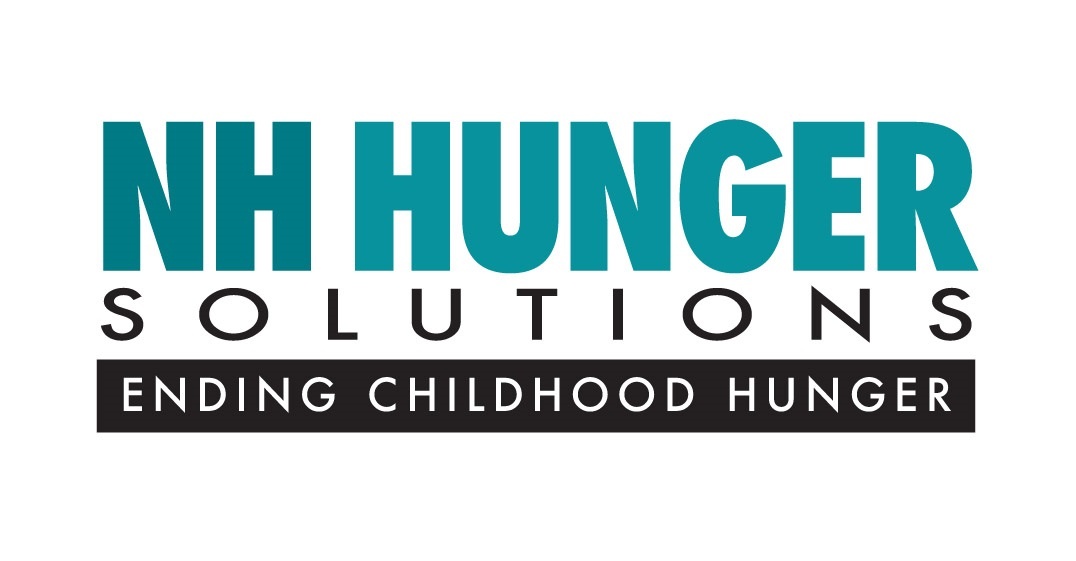 NH HUNGER
SOLUTIONS
ENDING CHILDHOOD HUNGER